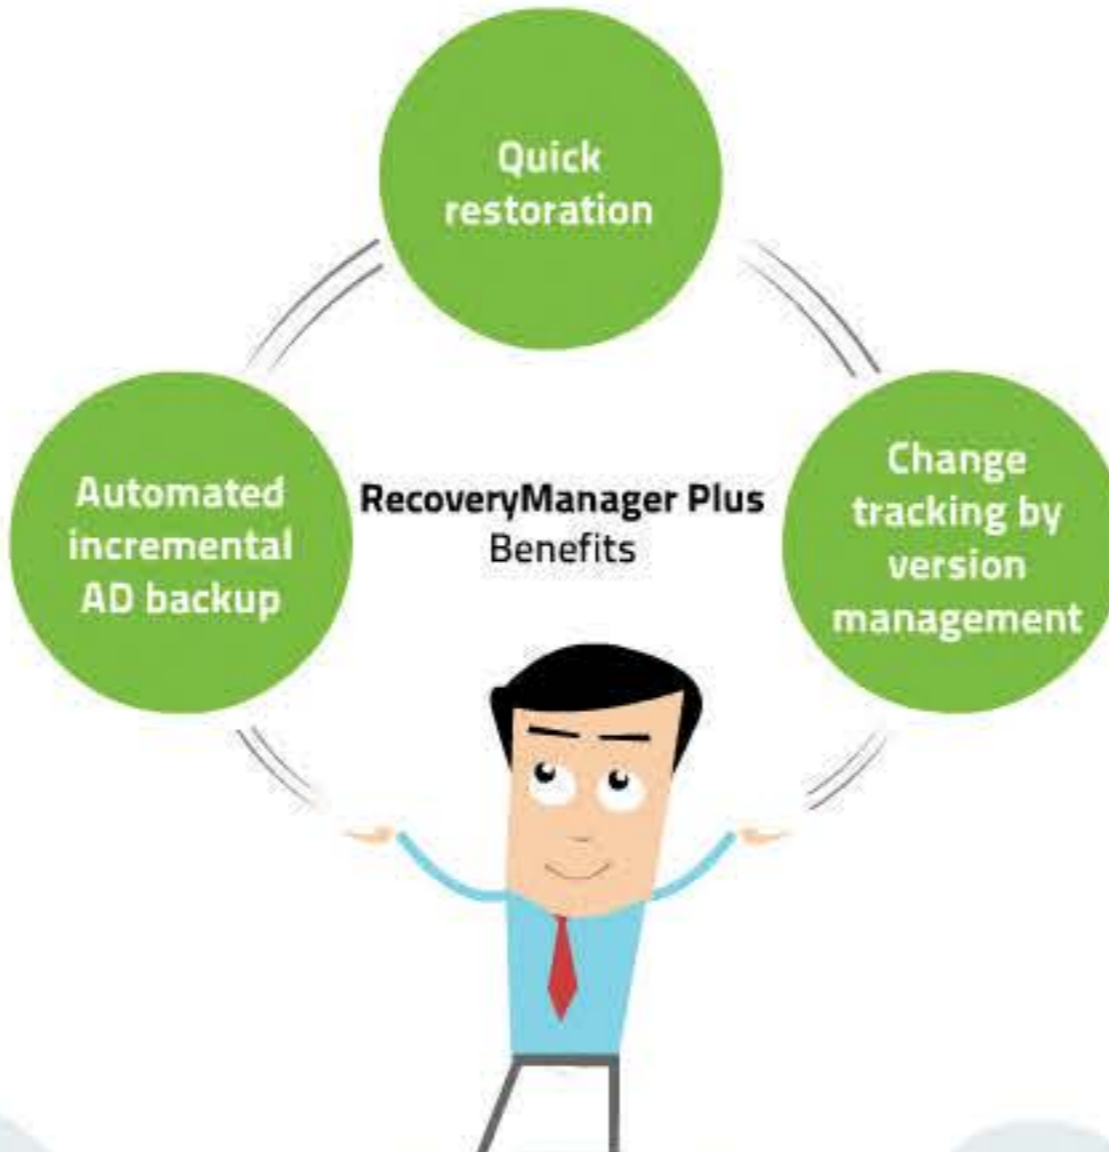 Quick
restoration
Automated
incremental
AD backup
RecoveryManager Plus
Benefits
Change
tracking by
version
management